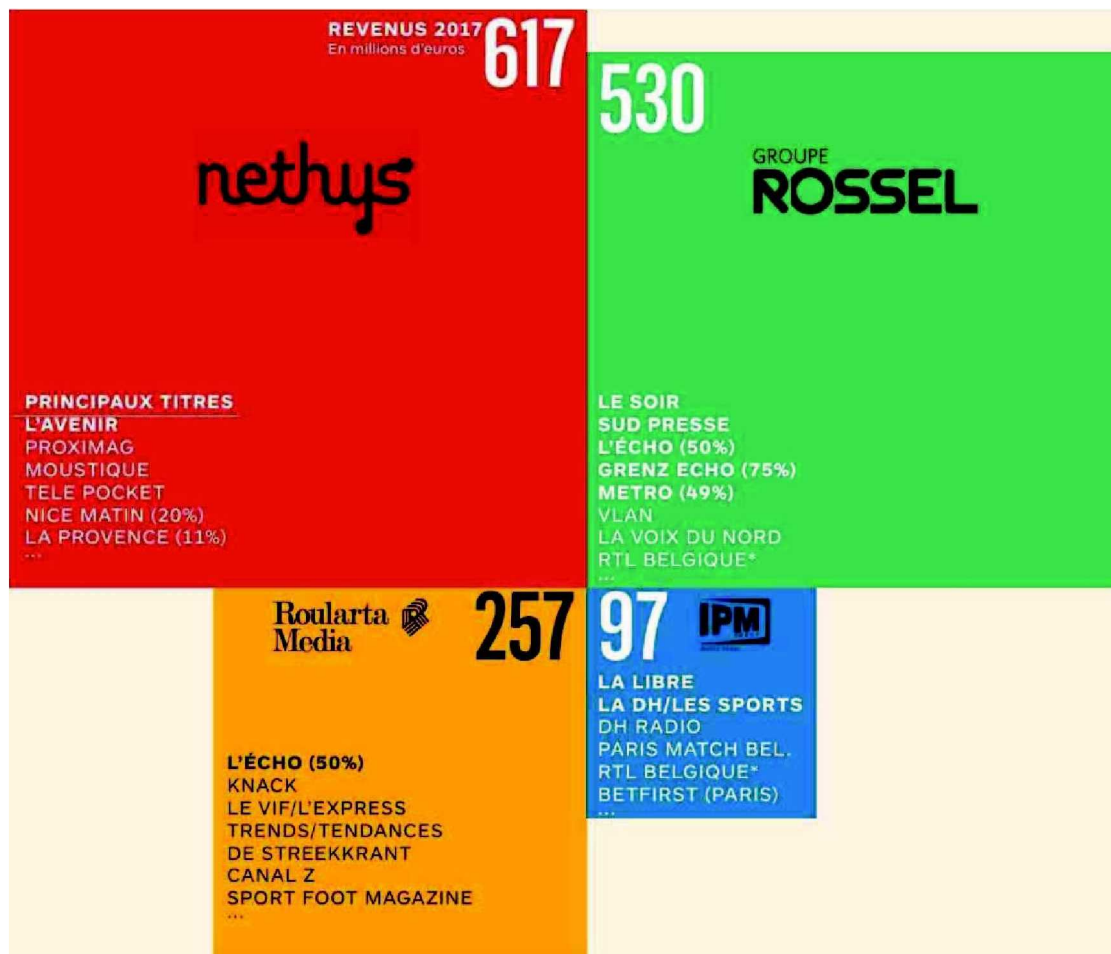 REVENUS 2017
En millions d'euros
617
nethys
PRINCIPAUX TITRES
L'AVENIR
PROXIMAG
MOUSTIQUE
TELE POCKET
NICE MATIN (20%)
LA PROVENCE (11%)
...
530
GROUPE
ROSSEL
LE SOIR
SUD PRESSE
L'ÉCHO (50%)
GRENZ ECHO (75%)
METRO (49%)
VLAN
LA VOIX DU NORD
RTL BELGIQUE*
...
Roularta
Media
257
L'ÉCHO (50%)
KNACK
LE VIF/L'EXPRESS
TRENDS/TENDANCES
DE STREEKKRANT
CANAL Z
SPORT FOOT MAGAZINE
...
97
IPM
LA LIBRE
LA DH/LES SPORTS
DH RADIO
PARIS MATCH BEL.
RTL BELGIQUE*
BETFIRST (PARIS)
...